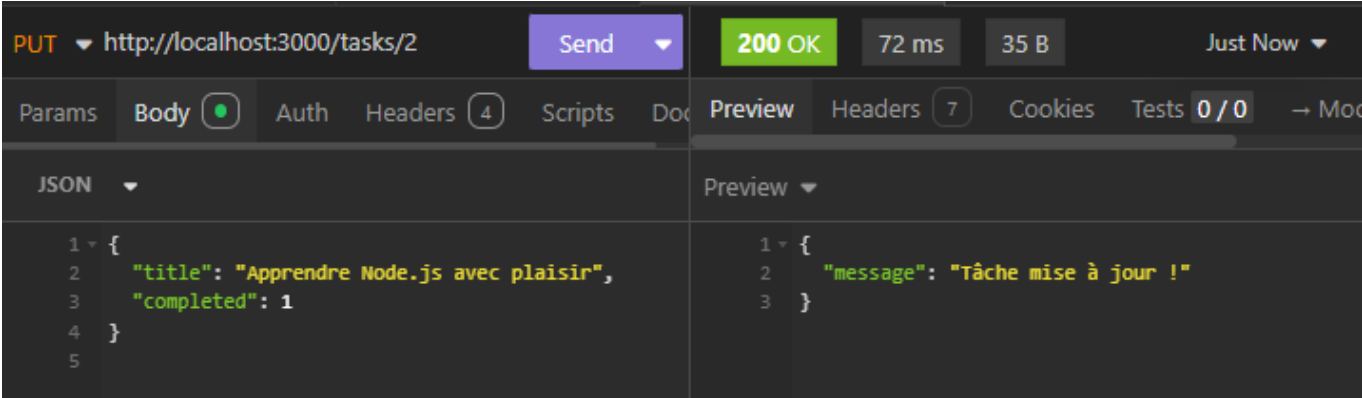 PUT http://localhost:3000/tasks/2 Send
200 OK 72 ms 35 B Just Now
Params Body Auth Headers 4 Scripts
Preview Headers 7 Cookies Tests 0 / 0
JSON
Preview
1 {
2 "title": "Apprendre Node.js avec plaisir",
3 "completed": 1
4 }
5
1 {
2 "message": "Tâche mise à jour !"
3 }